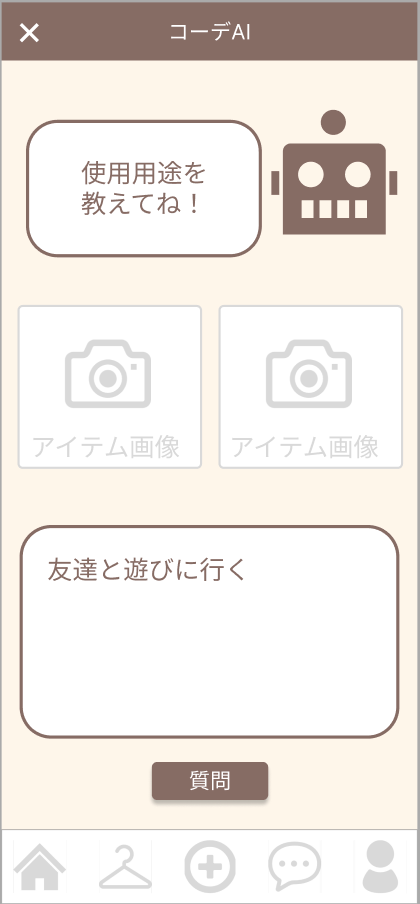 コーデAI
使用用途を
教えてね！
アイテム画像
アイテム画像
友達と遊びに行く
質問